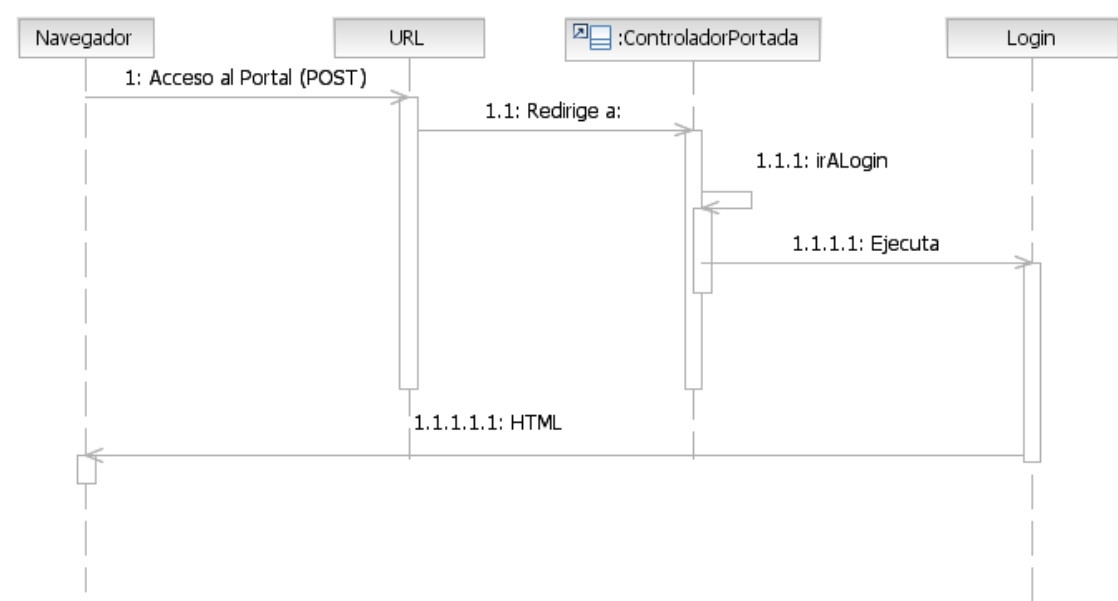 Navegador
URL
:ControladorPortada
Login
1: Acceso al Portal (POST)
1.1: Redirige a:
1.1.1: irALogin
1.1.1.1: Ejecuta
1.1.1.1.1: HTML